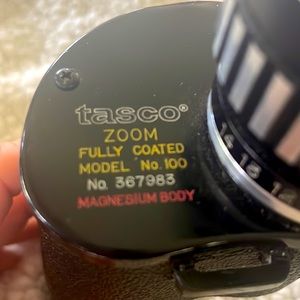 tasco®
ZOOM
FULLY COATED
MODEL No. 100
No. 367983
MAGNESIUM BODY